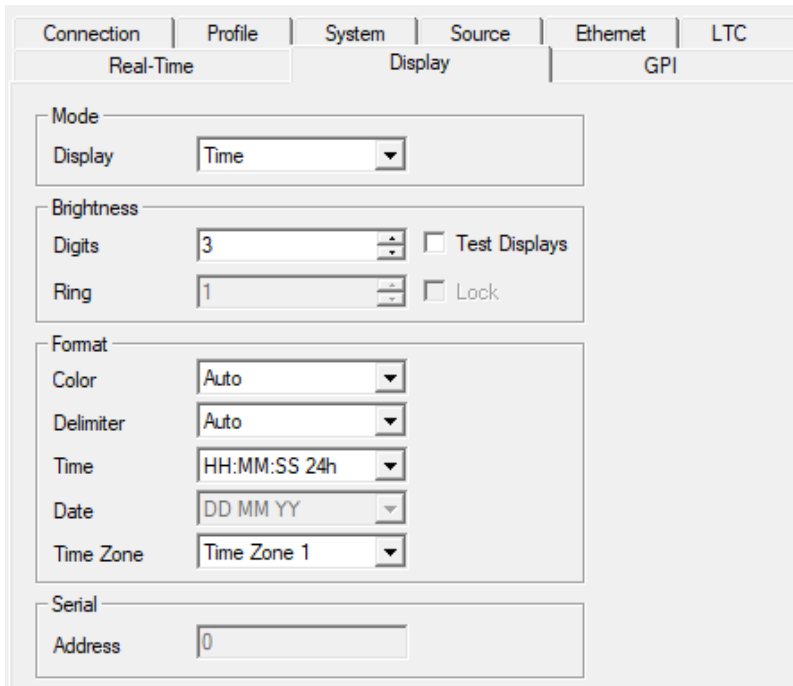 Connection Profile System Source Ethernet LTC
Real-Time Display GPI
Mode
Display Time
Brightness
Digits 3 Test Displays
Ring 1 Lock
Format
Color Auto
Delimiter Auto
Time HH:MM:SS 24h
Date DD MM YY
Time Zone Time Zone 1
Serial
Address 0